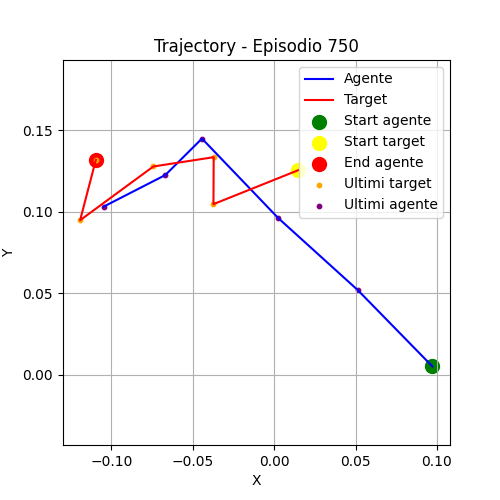 Trajectory - Episodio 750
Agente
Target
Start agente
Start target
End agente
Ultimi target
Ultimi agente
Y
0.15
0.10
0.05
0.00
−0.10
−0.05
0.00
0.05
0.10
X